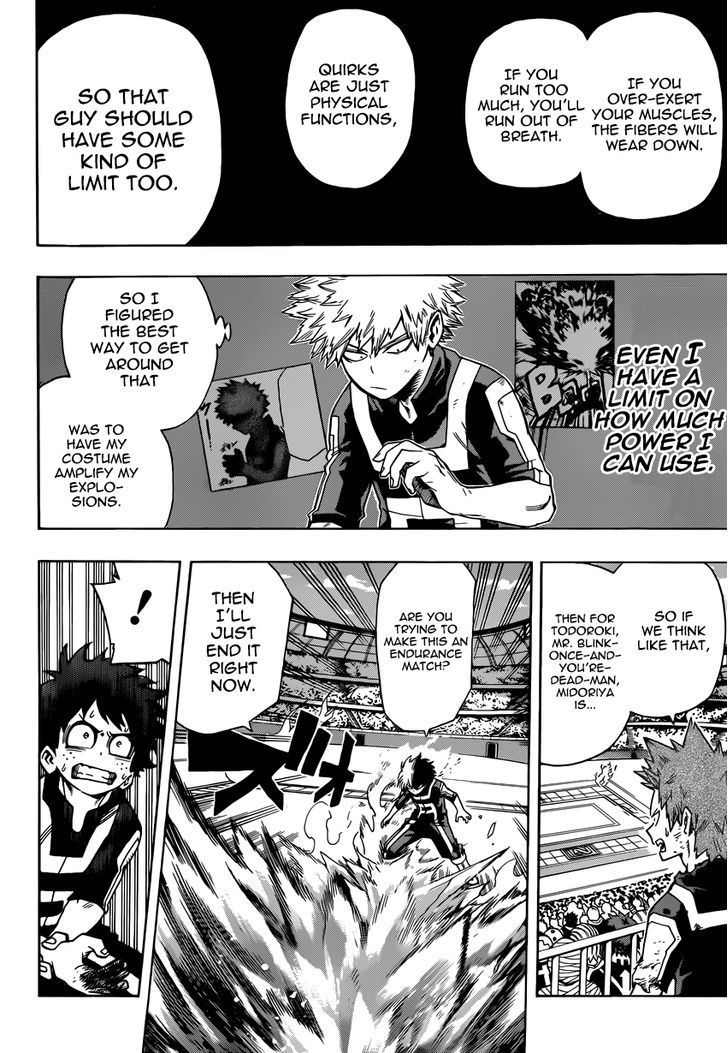 IF YOU
OVER-EXERT
YOUR MUSCLES,
THE FIBERS WILL
WEAR DOWN.
IF YOU
RUN TOO
MUCH, YOU'LL
RUN OUT OF
BREATH.
QUIRKS
ARE JUST
PHYSICAL
FUNCTIONS,
SO THAT
GUY SHOULD
HAVE SOME
KIND OF
LIMIT TOO.
EVEN I
HAVE A
LIMIT ON
HOW MUCH
POWER I
CAN USE.
SO I
FIGURED
THE BEST
WAY TO GET
AROUND
THAT
WAS TO
HAVE MY
COSTUME
AMPLIFY MY
EXPLO-
SIONS.
SO IF
WE THINK
LIKE THAT,
THEN FOR
TODOROKI,
MR. BLINK-
ONCE-AND-
YOU'RE-
DEAD-MAN,
MIDORIYA
IS...
ARE YOU
TRYING TO
MAKE THIS AN
ENDURANCE
MATCH?
THEN
I'LL
JUST
END IT
RIGHT
NOW.
!